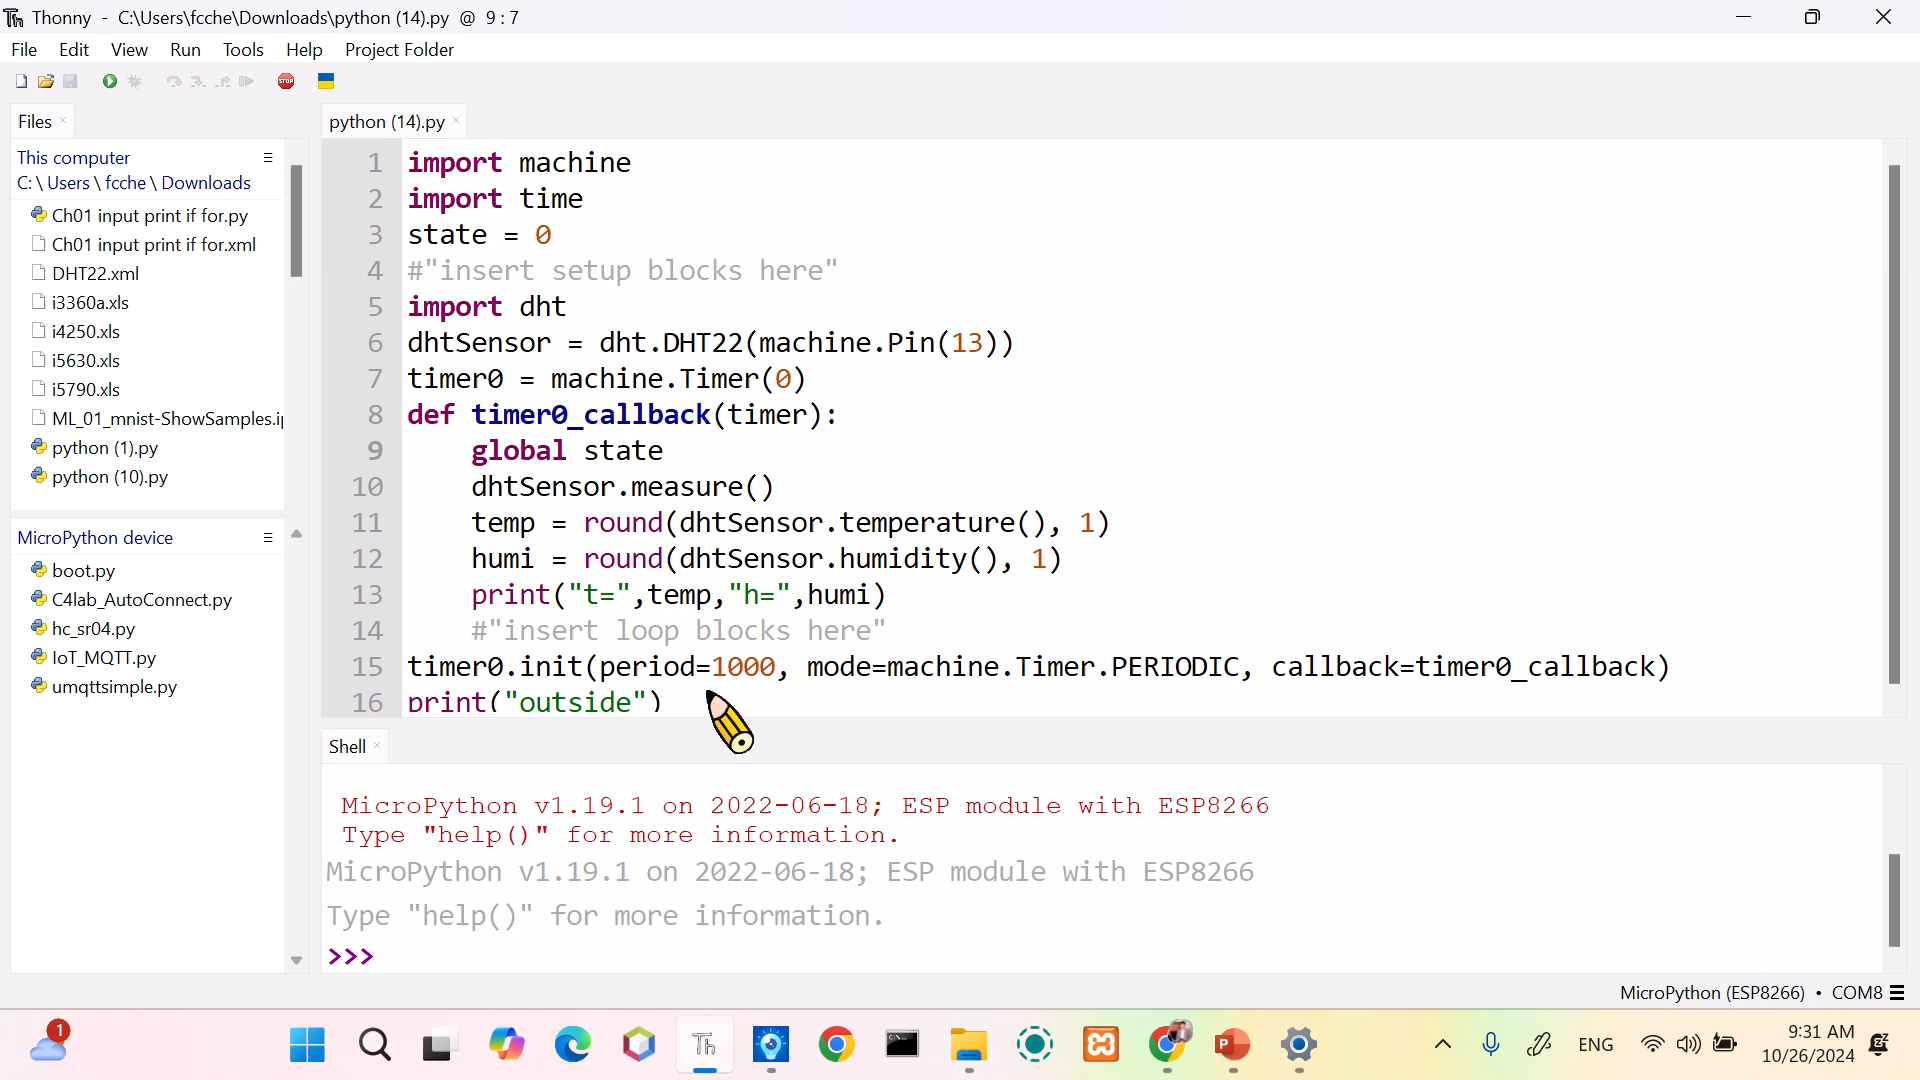 Thonny - C:\Users\fcche\Downloads\python (14).py @ 9 : 7
File Edit View Run Tools Help Project Folder
STOP
Files
This computer
C: \ Users \ fcche \ Downloads
Ch01 input print if for.py
Ch01 input print if for.xml
DHT22.xml
i3360a.xls
i4250.xls
i5630.xls
i5790.xls
ML_01_mnist-ShowSamples.i
python (1).py
python (10).py
MicroPython device
boot.py
C4lab_AutoConnect.py
hc_sr04.py
IoT_MQTT.py
umqttsimple.py
python (14).py
1 import machine
2 import time
3 state = 0
4 #"insert setup blocks here"
5 import dht
6 dhtSensor = dht.DHT22(machine.Pin(13))
7 timer0 = machine.Timer(0)
8 def timer0_callback(timer):
9 global state
10 dhtSensor.measure()
11 temp = round(dhtSensor.temperature(), 1)
12 humi = round(dhtSensor.humidity(), 1)
13 print("t=",temp,"h=",humi)
14 #"insert loop blocks here"
15 timer0.init(period=1000, mode=machine.Timer.PERIODIC, callback=timer0_callback)
16 print("outside")
Shell
MicroPython v1.19.1 on 2022-06-18; ESP module with ESP8266
Type "help()" for more information.
MicroPython v1.19.1 on 2022-06-18; ESP module with ESP8266
Type "help()" for more information.
>>>
MicroPython (ESP8266) • COM8
1
Th
P
ENG
9:31 AM
10/26/2024